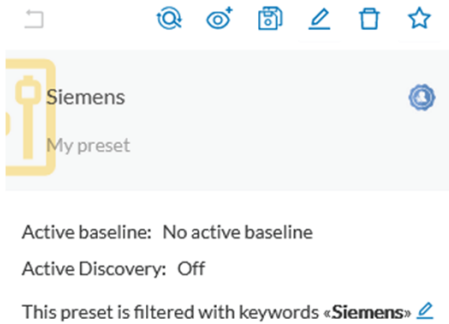 Siemens
My preset
Active baseline: No active baseline
Active Discovery: Off
This preset is filtered with keywords «Siemens»